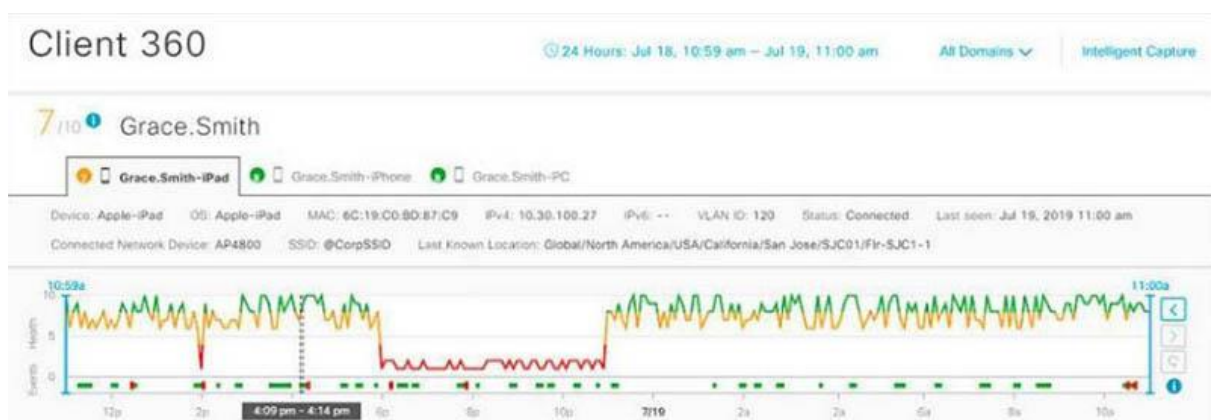 Client 360
24 Hours: Jul 18, 10:59 am – Jul 19, 11:00 am
All Domains
Intelligent Capture
7/10 Grace.Smith
Grace.Smith-iPad
Grace.Smith-iPhone
Grace.Smith-PC
Device: Apple-iPad OS: Apple-iPad MAC: 6C:19:C0:BD:87:C9 IPv4: 10.30.100.27 IPv6: -- VLAN ID: 120 Status: Connected Last seen: Jul 19, 2019 11:00 am
Connected Network Device: AP4800 SSID: @CorpSSID Last Known Location: Global/North America/USA/California/San Jose/SJC01/Flr-SJC1-1
10:59a
11:00a
10
5
0
Health
Events
12p 2p 4:09 pm - 4:14 pm 6p 8p 10p 7/19 2a 10a